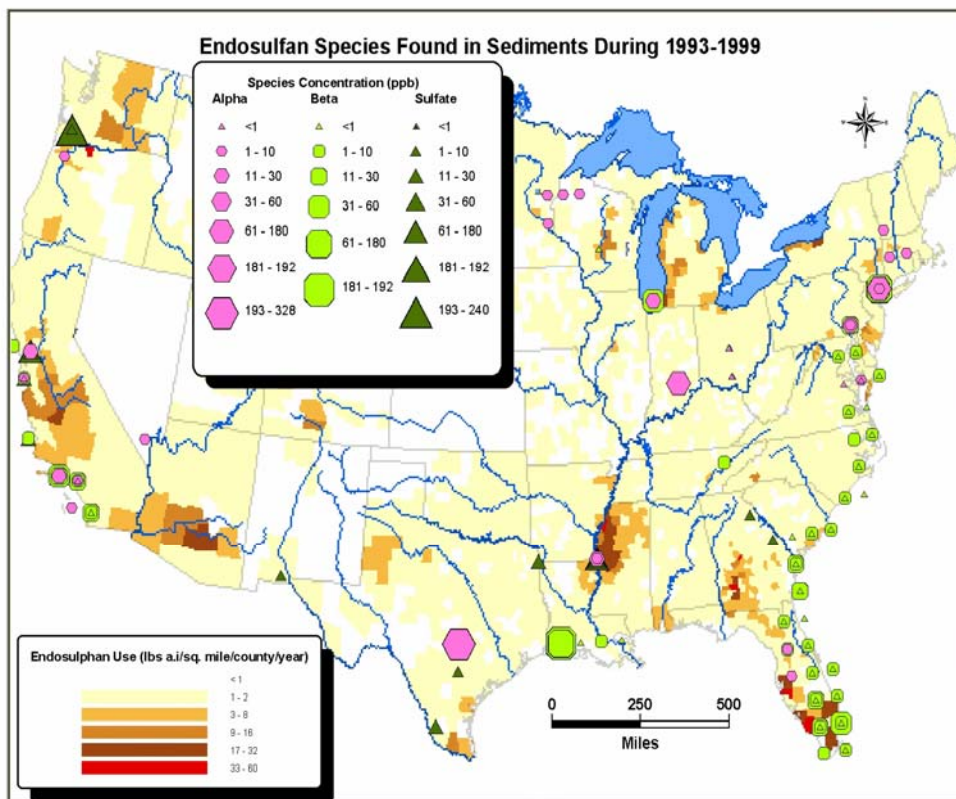 Endosulfan Species Found in Sediments During 1993-1999
Species Concentration (ppb)
Alpha Beta Sulfate
<1 <1 <1
1 - 10 1 - 10 1 - 10
11 - 30 11 - 30 11 - 30
31 - 60 31 - 60 31 - 60
61 - 180 61 - 180 61 - 180
181 - 192 181 - 192 181 - 192
193 - 328 193 - 240
Endosulphan Use (lbs a.i/sq. mile/county/year)
< 1
1 - 2
3 - 8
9 - 16
17 - 32
33 - 60
0 250 500
Miles